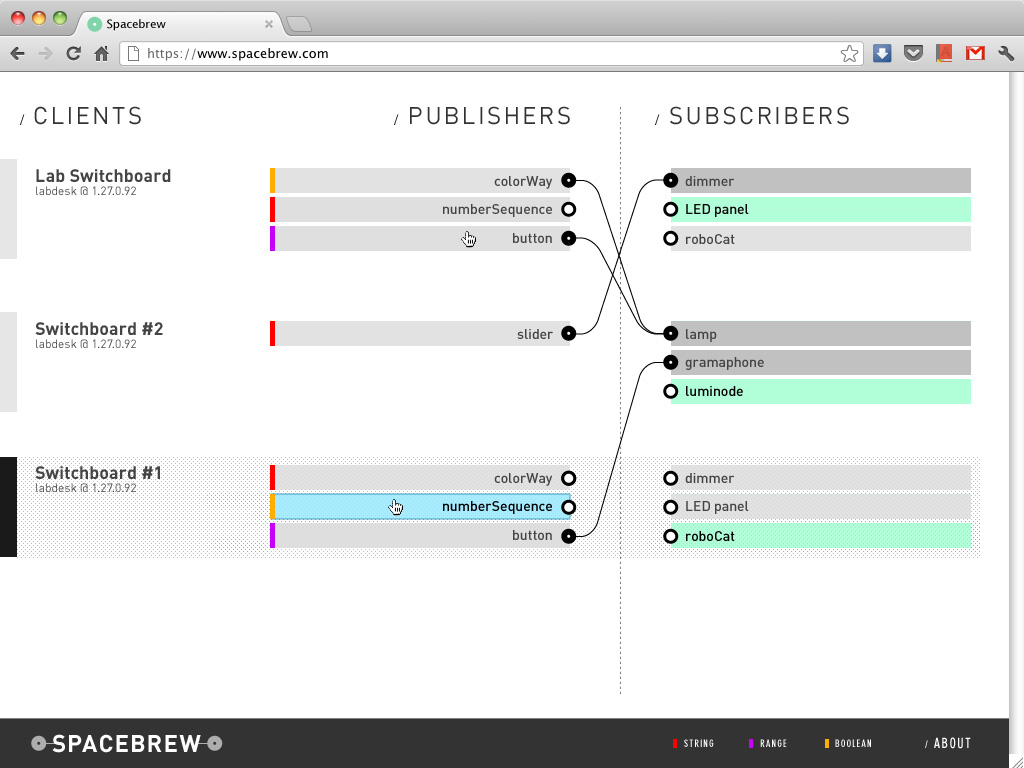 Spacebrew
https://www.spacebrew.com
/ CLIENTS
/ PUBLISHERS
/ SUBSCRIBERS
Lab Switchboard
labdesk @ 1.27.0.92
colorWay
numberSequence
button
dimmer
LED panel
roboCat
Switchboard #2
labdesk @ 1.27.0.92
slider
lamp
gramaphone
luminode
Switchboard #1
labdesk @ 1.27.0.92
colorWay
numberSequence
button
dimmer
LED panel
roboCat
SPACEBREW
STRING
RANGE
BOOLEAN
/ ABOUT